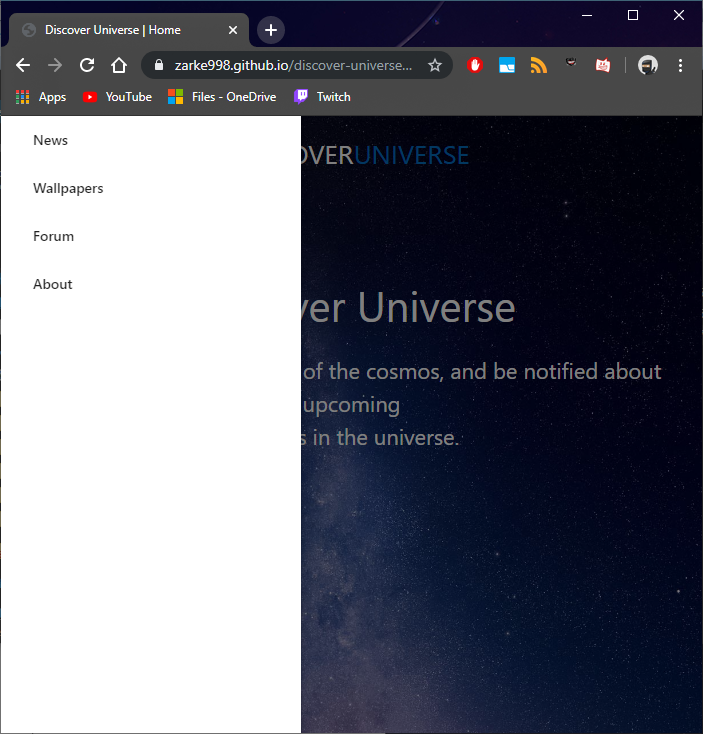 Discover Universe | Home
zarke998.github.io/discover-universe...
Apps YouTube Files - OneDrive Twitch
News
Wallpapers
Forum
About
OVERUNIVERSE
ver Universe
of the cosmos, and be notified about
upcoming
s in the universe.